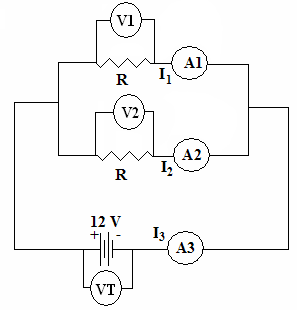 V1
R I1 A1
V2
R I2 A2
12 V
+ - I3 A3
VT